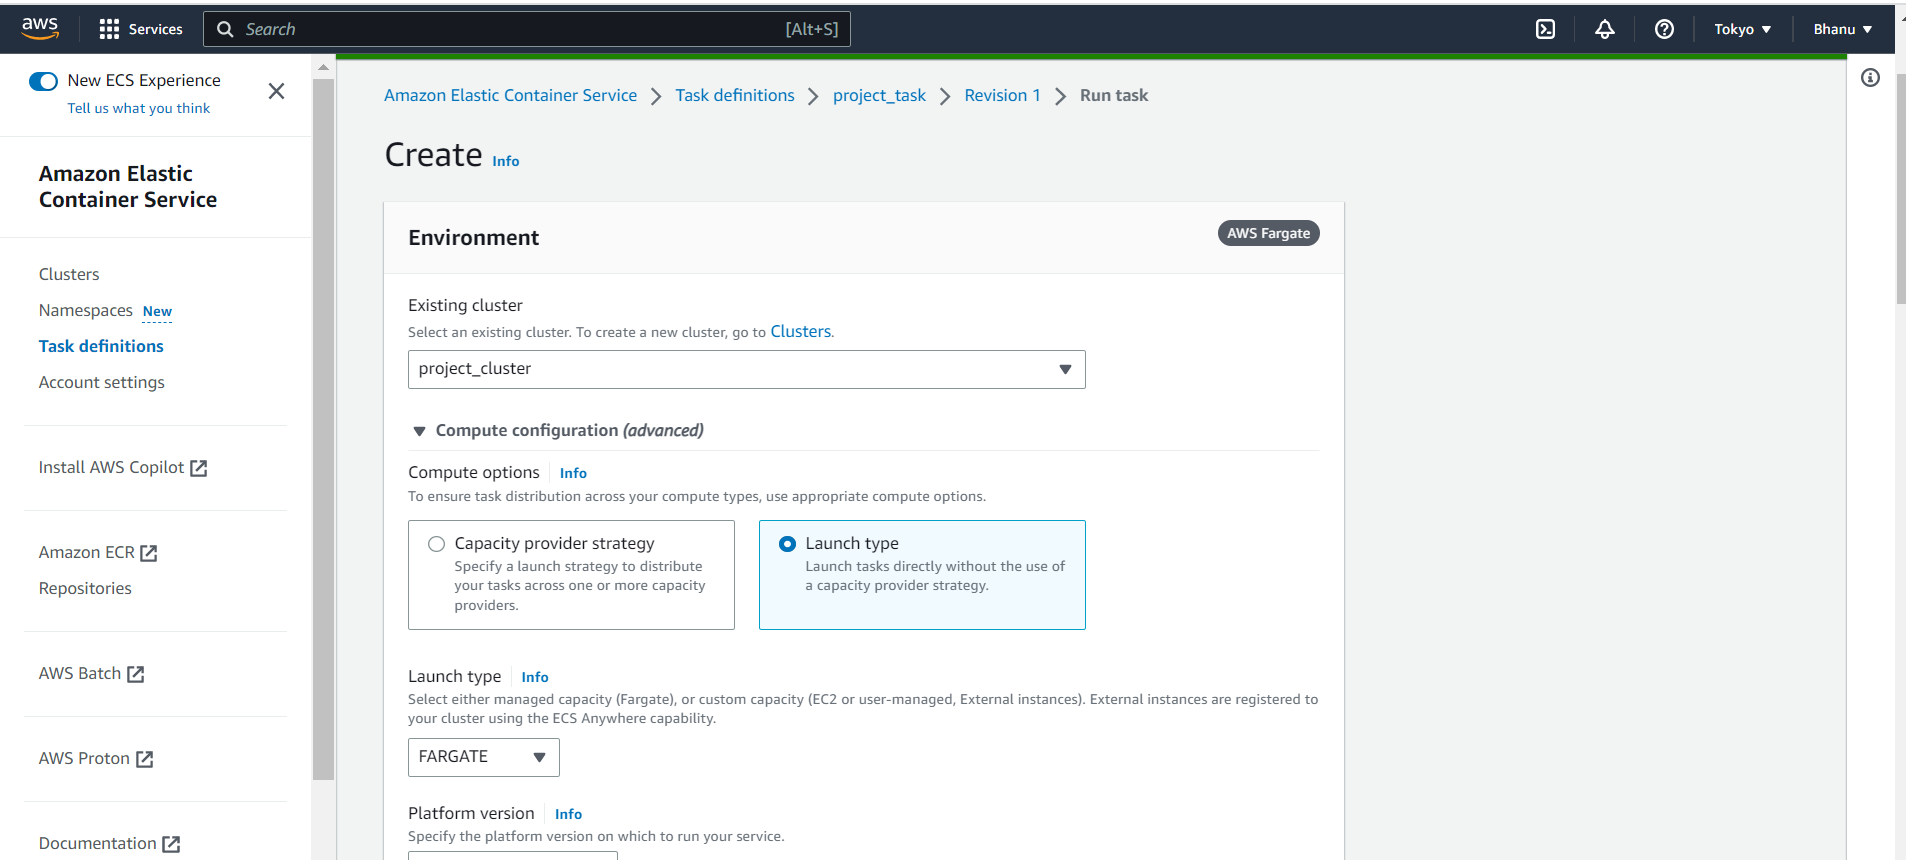 aws
Services
Search
[Alt+S]
Tokyo
Bhanu
New ECS Experience
Tell us what you think
Amazon Elastic
Container Service
Clusters
Namespaces New
Task definitions
Account settings
Install AWS Copilot
Amazon ECR
Repositories
AWS Batch
AWS Proton
Documentation
Amazon Elastic Container Service > Task definitions > project_task > Revision 1 > Run task
Create Info
Environment
AWS Fargate
Existing cluster
Select an existing cluster. To create a new cluster, go to Clusters.
project_cluster
Compute configuration (advanced)
Compute options Info
To ensure task distribution across your compute types, use appropriate compute options.
Capacity provider strategy
Specify a launch strategy to distribute
your tasks across one or more capacity
providers.
Launch type
Launch tasks directly without the use of
a capacity provider strategy.
Launch type Info
Select either managed capacity (Fargate), or custom capacity (EC2 or user-managed, External instances). External instances are registered to
your cluster using the ECS Anywhere capability.
FARGATE
Platform version Info
Specify the platform version on which to run your service.